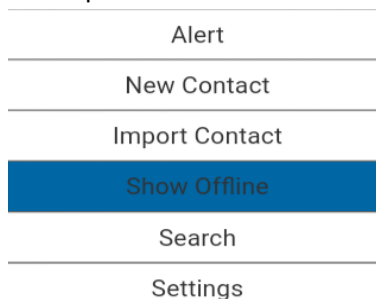 Alert
New Contact
Import Contact
Show Offline
Search
Settings